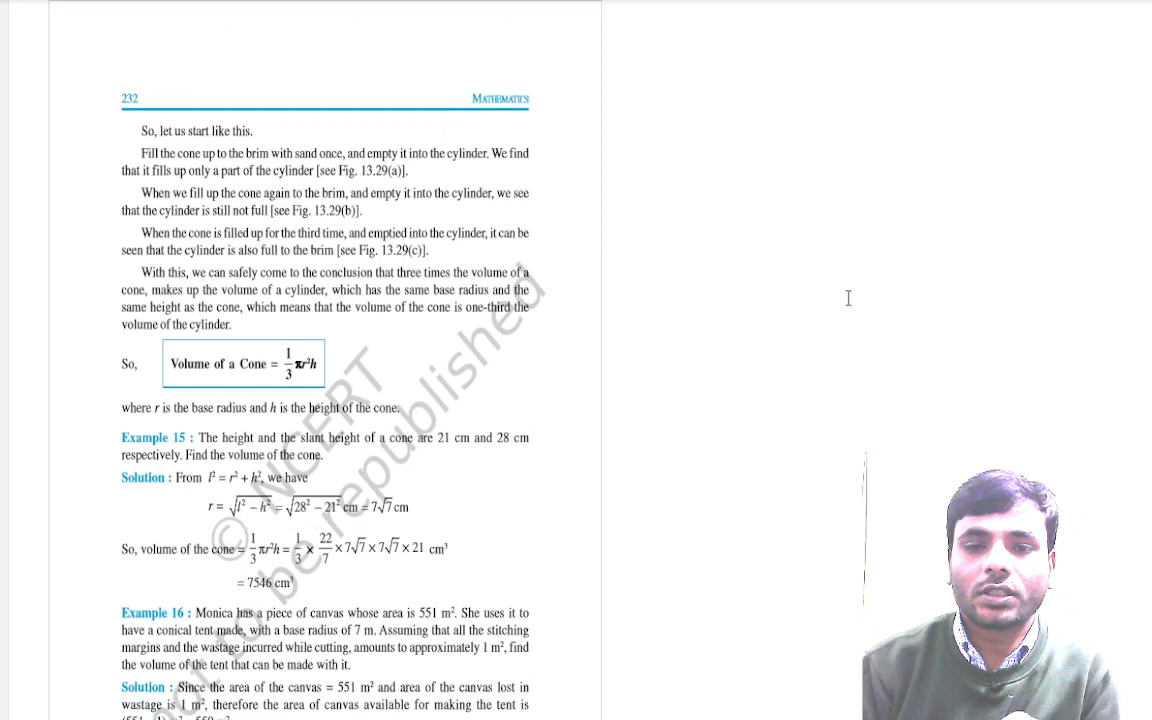 232 MATHEMATICS
So, let us start like this.
Fill the cone up to the brim with sand once, and empty it into the cylinder. We find
that it fills up only a part of the cylinder [see Fig. 13.29(a)].
When we fill up the cone again to the brim, and empty it into the cylinder, we see
that the cylinder is still not full [see Fig. 13.29(b)].
When the cone is filled up for the third time, and emptied into the cylinder, it can be
seen that the cylinder is also full to the brim [see Fig. 13.29(c)].
With this, we can safely come to the conclusion that three times the volume of a
cone, makes up the volume of a cylinder, which has the same base radius and the
same height as the cone, which means that the volume of the cone is one-third the
volume of the cylinder.
So, Volume of a Cone = 1/3 πr²h
where r is the base radius and h is the height of the cone.
Example 15 : The height and the slant height of a cone are 21 cm and 28 cm
respectively. Find the volume of the cone.
Solution : From l² = r² + h², we have
r = √(l² – h²) = √(28² – 21²) cm = 7√7 cm
So, volume of the cone = 1/3 πr²h = 1/3 × 22/7 × 7√7 × 7√7 × 21 cm³
= 7546 cm³
Example 16 : Monica has a piece of canvas whose area is 551 m². She uses it to
have a conical tent made, with a base radius of 7 m. Assuming that all the stitching
margins and the wastage incurred while cutting, amounts to approximately 1 m², find
the volume of the tent that can be made with it.
Solution : Since the area of the canvas = 551 m² and area of the canvas lost in
wastage is 1 m², therefore the area of canvas available for making the tent is
© NCERT
not to be republished